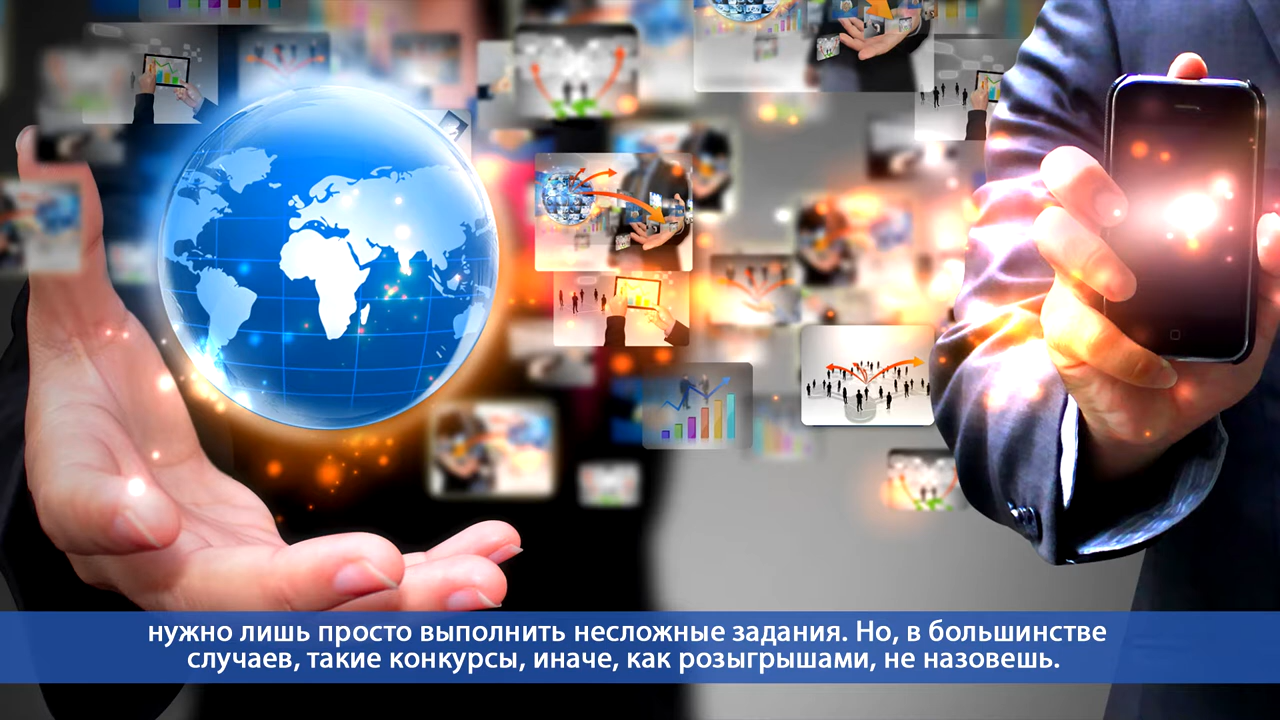 нужно лишь просто выполнить несложные задания. Но, в большинстве
случаев, такие конкурсы, иначе, как розыгрышами, не назовешь.